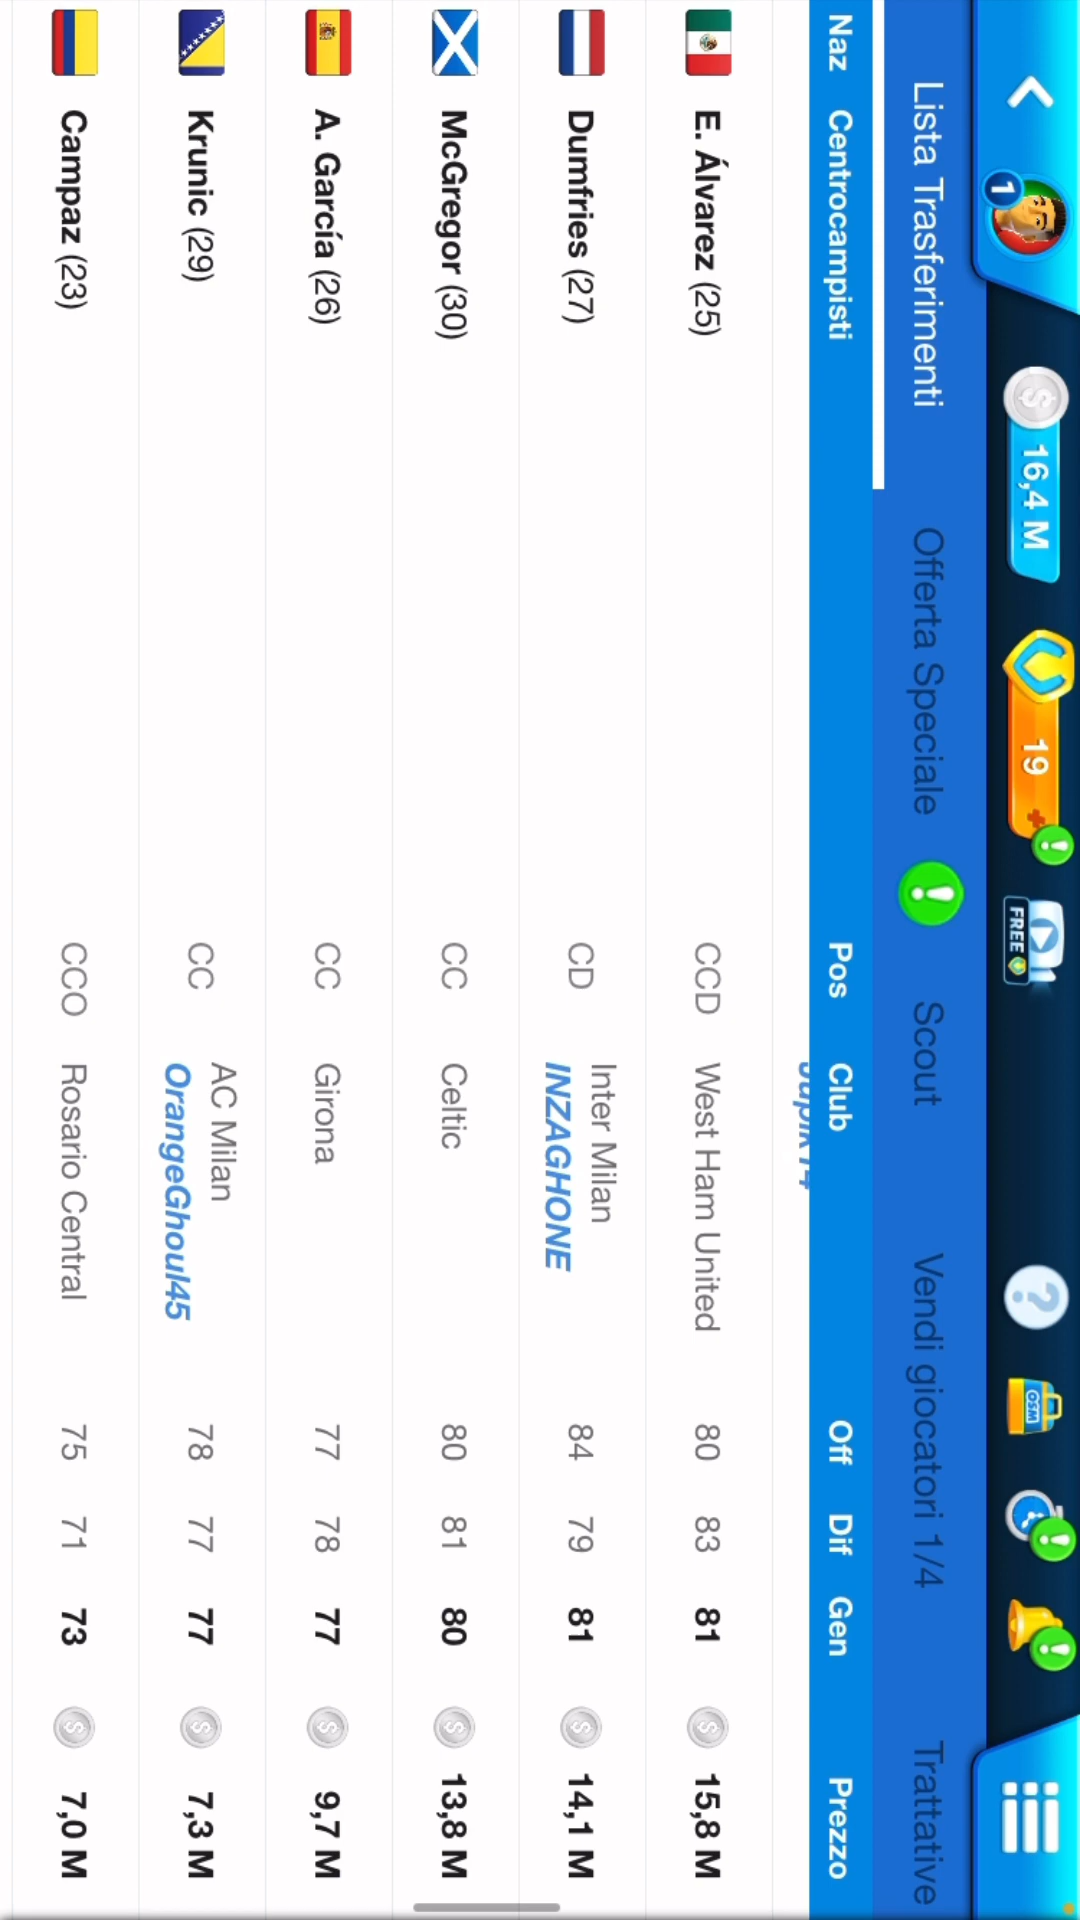 1
16,4 M
19
FREE
OSM
Lista Trasferimenti Offerta Speciale Scout Vendi giocatori 1/4 Trattative
Naz Centrocampisti Pos Club Off Dif Gen Prezzo
E. Álvarez (25) CCD West Ham United 80 83 81 15,8 M
Dumfries (27) CD Inter Milan 84 79 81 14,1 M
INZAGHONE
McGregor (30) CC Celtic 80 81 80 13,8 M
A. García (26) CC Girona 77 78 77 9,7 M
Krunic (29) CC AC Milan 78 77 77 7,3 M
OrangeGhoul45
Campaz (23) CCO Rosario Central 75 71 73 7,0 M